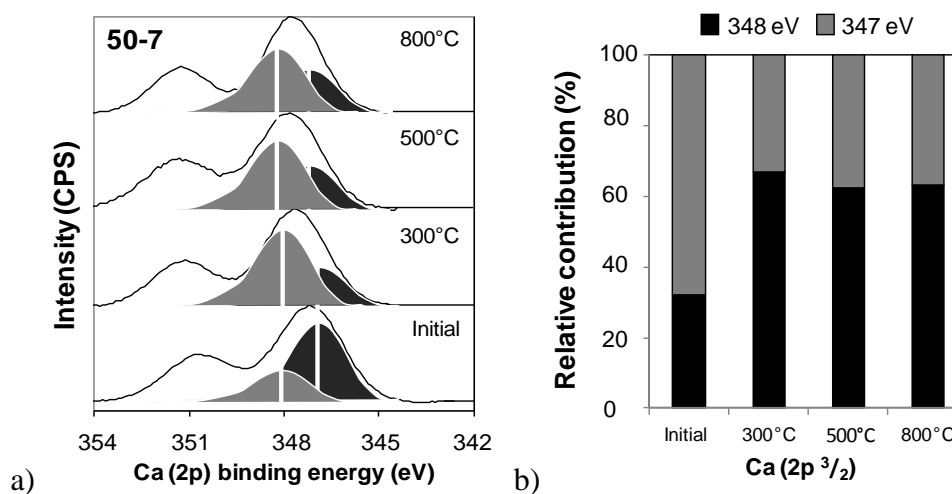 50-7
800°C
500°C
300°C
Initial
Intensity (CPS)
354 351 348 345 342
Ca (2p) binding energy (eV)
a)
348 eV 347 eV
100
80
60
40
20
0
Relative contribution (%)
Initial 300°C 500°C 800°C
Ca (2p 3/2)
b)